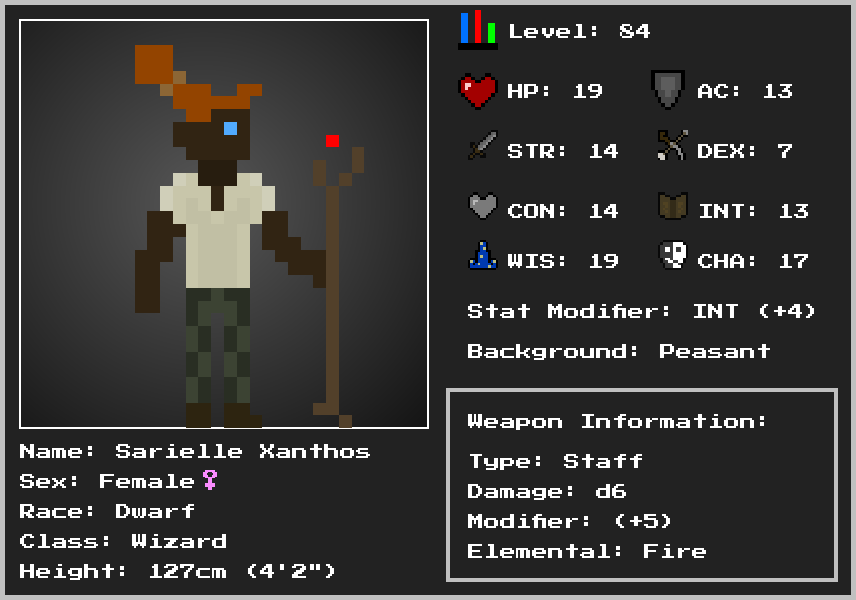 Level: 84
HP: 19 AC: 13
STR: 14 DEX: 7
CON: 14 INT: 13
WIS: 19 CHA: 17
Stat Modifier: INT (+4)
Background: Peasant
Weapon Information:
Type: Staff
Damage: d6
Modifier: (+5)
Elemental: Fire
Name: Sarielle Xanthos
Sex: Female♀
Race: Dwarf
Class: Wizard
Height: 127cm (4'2")